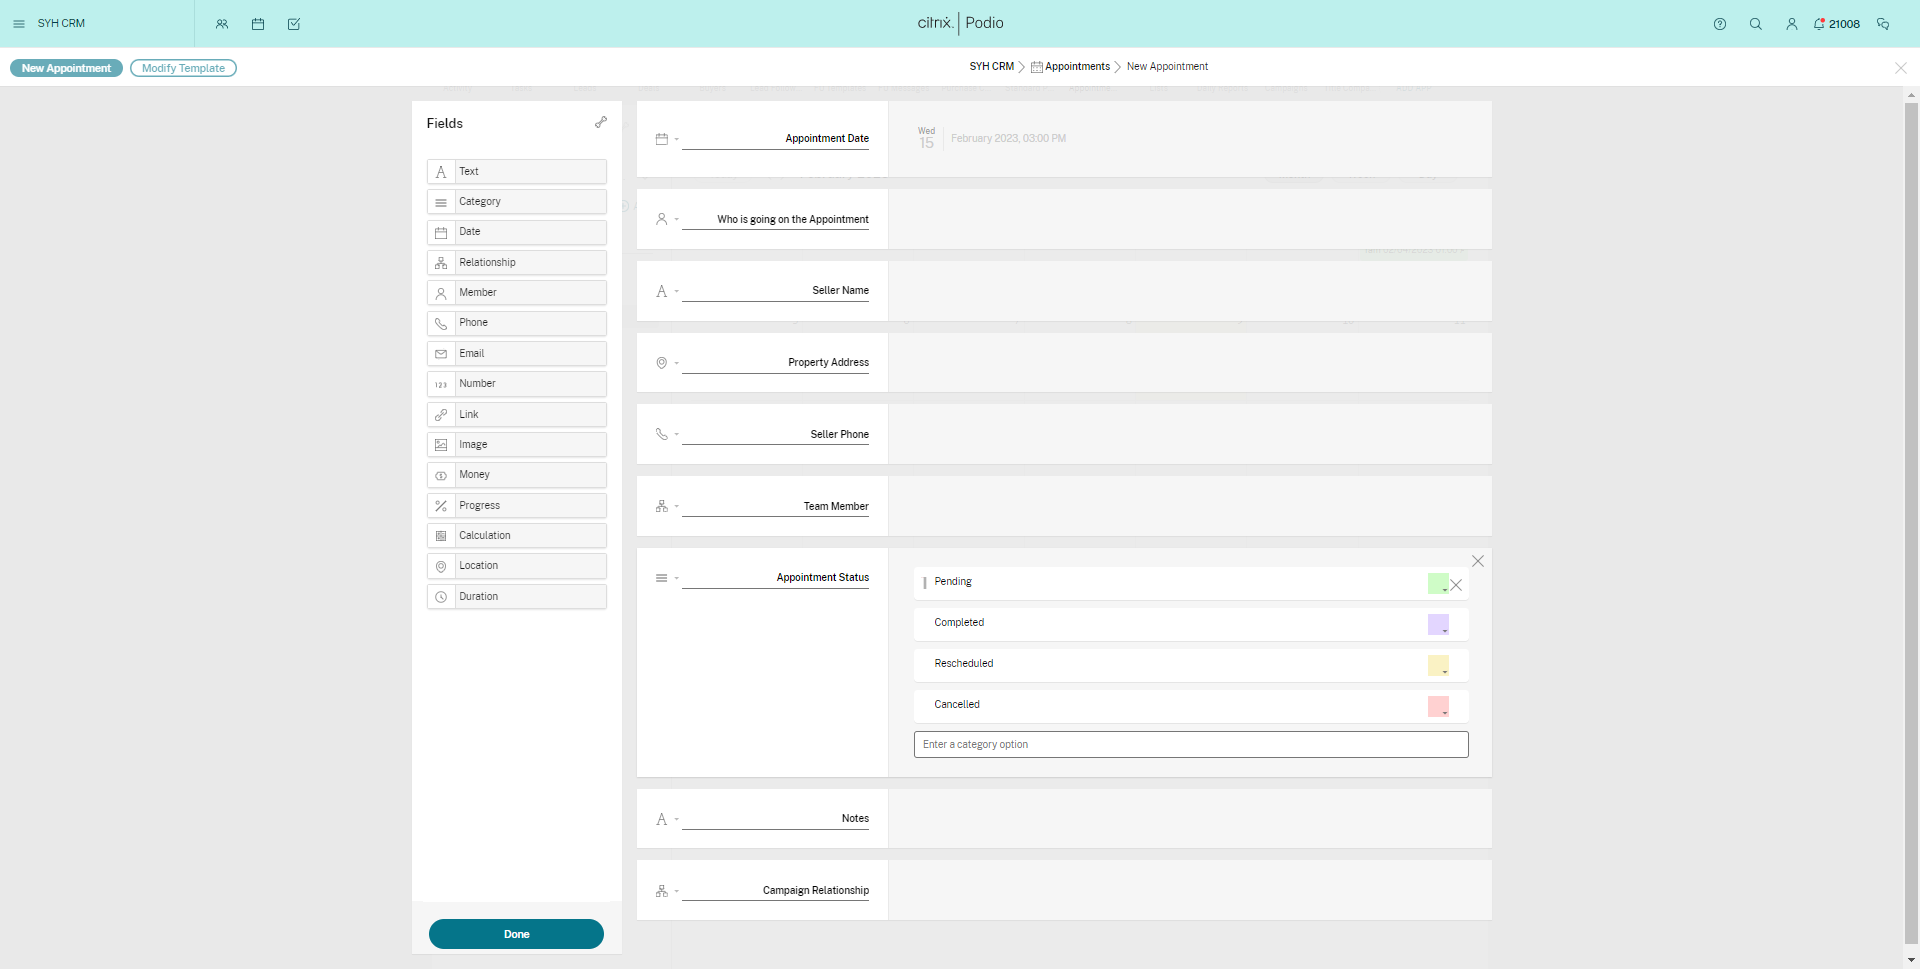 SYH CRM
citrix. | Podio
21008
New Appointment
Modify Template
SYH CRM
Appointments
New Appointment
Fields
Text
Category
Date
Relationship
Member
Phone
Email
123 Number
Link
Image
Money
Progress
Calculation
Location
Duration
Done
Appointment Date
Wed
15
February 2023, 03:00 PM
Who is going on the Appointment
Seller Name
Property Address
Seller Phone
Team Member
Appointment Status
Pending
Completed
Rescheduled
Cancelled
Enter a category option
Notes
Campaign Relationship